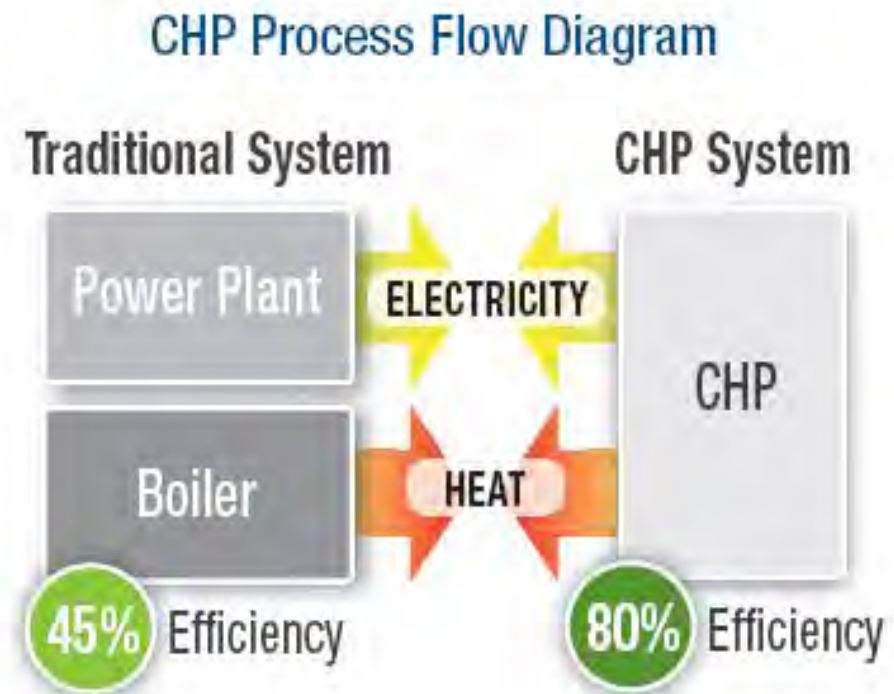 CHP Process Flow Diagram
Traditional System
CHP System
Power Plant
ELECTRICITY
CHP
Boiler
HEAT
45% Efficiency
80% Efficiency